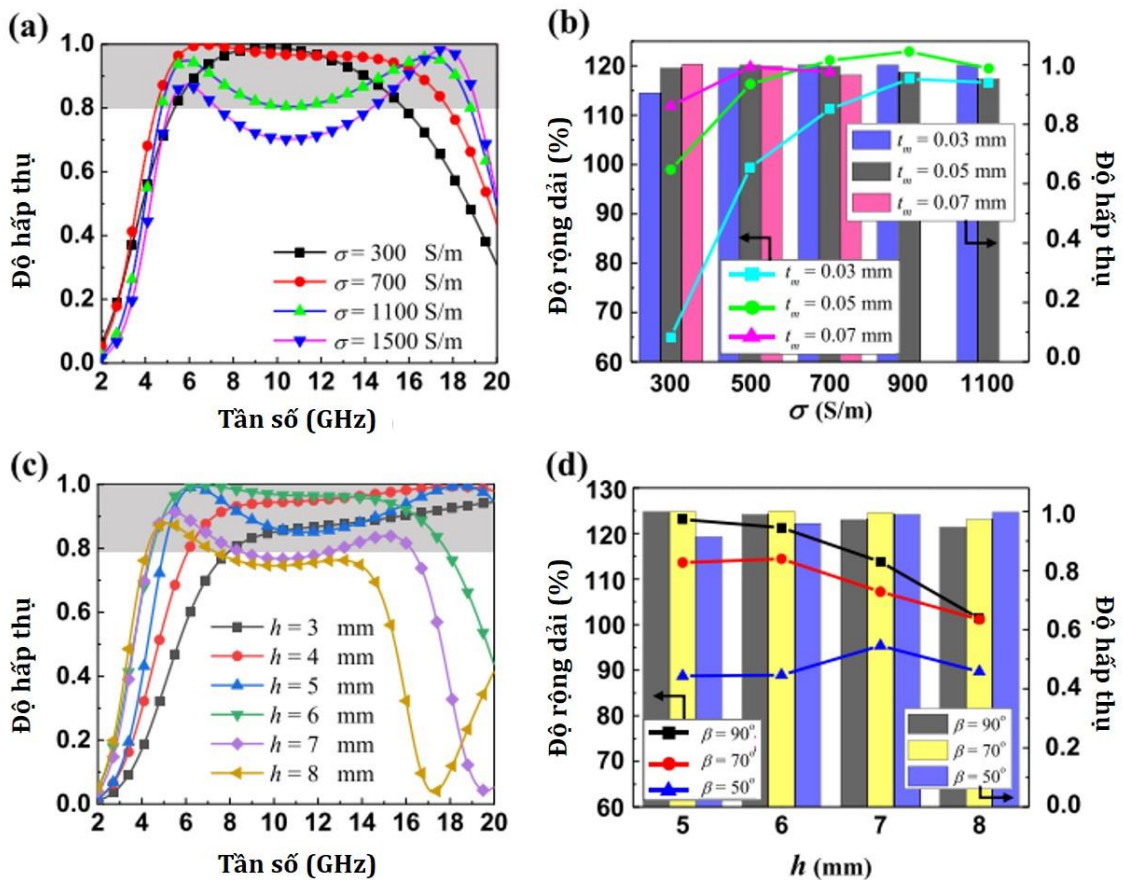 (a)
1.0
0.8
0.6
0.4
0.2
0.0
Độ hấp thụ
σ = 300 S/m
σ = 700 S/m
σ = 1100 S/m
σ = 1500 S/m
2 4 6 8 10 12 14 16 18 20
Tần số (GHz)
(b)
120
110
100
90
80
70
60
Độ rộng dải (%)
1.0
0.8
0.6
0.4
0.2
0.0
Độ hấp thụ
t_m = 0.03 mm
t_m = 0.05 mm
t_m = 0.07 mm
t_m = 0.03 mm
t_m = 0.05 mm
t_m = 0.07 mm
300 500 700 900 1100
σ (S/m)
(c)
1.0
0.8
0.6
0.4
0.2
0.0
Độ hấp thụ
h = 3 mm
h = 4 mm
h = 5 mm
h = 6 mm
h = 7 mm
h = 8 mm
2 4 6 8 10 12 14 16 18 20
Tần số (GHz)
(d)
130
120
110
100
90
80
70
60
Độ rộng dải (%)
1.0
0.8
0.6
0.4
0.2
0.0
Độ hấp thụ
β = 90°
β = 70°
β = 50°
β = 90°
β = 70°
β = 50°
5 6 7 8
h (mm)